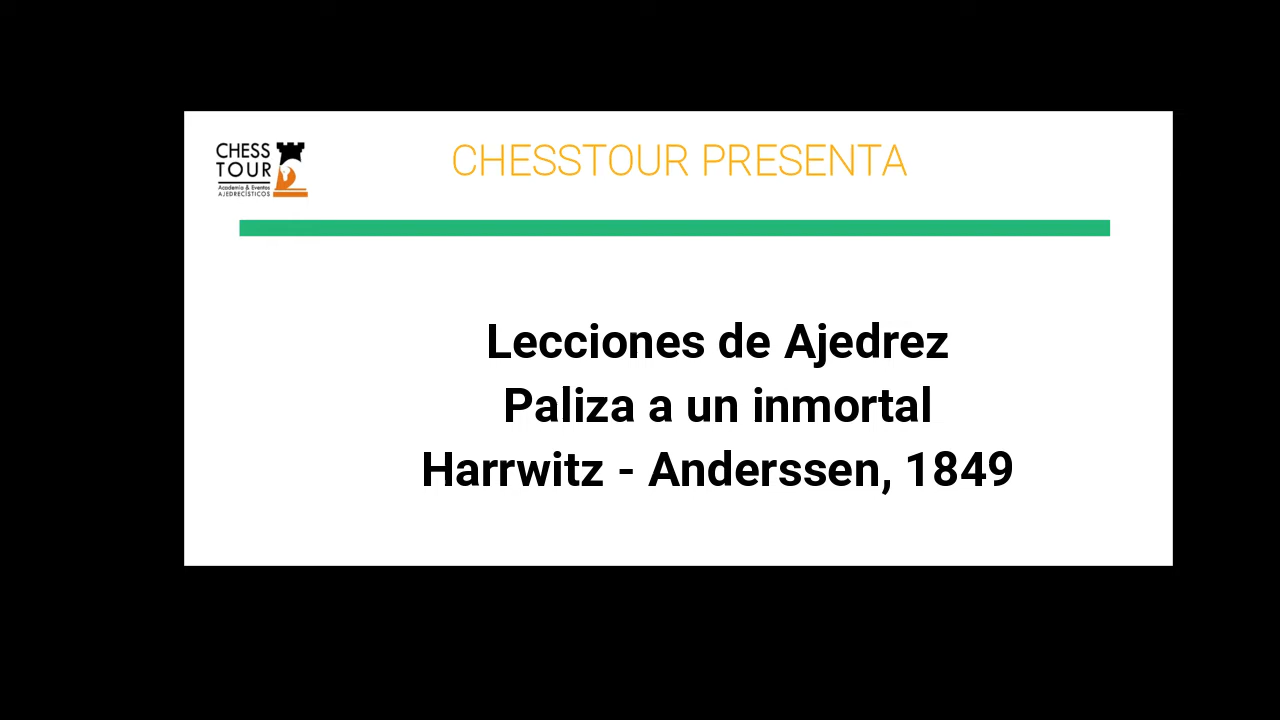 CHESS
TOUR
Academia & Eventos
AJEDRECÍSTICOS
CHESSTOUR PRESENTA
Lecciones de Ajedrez
Paliza a un inmortal
Harrwitz - Anderssen, 1849